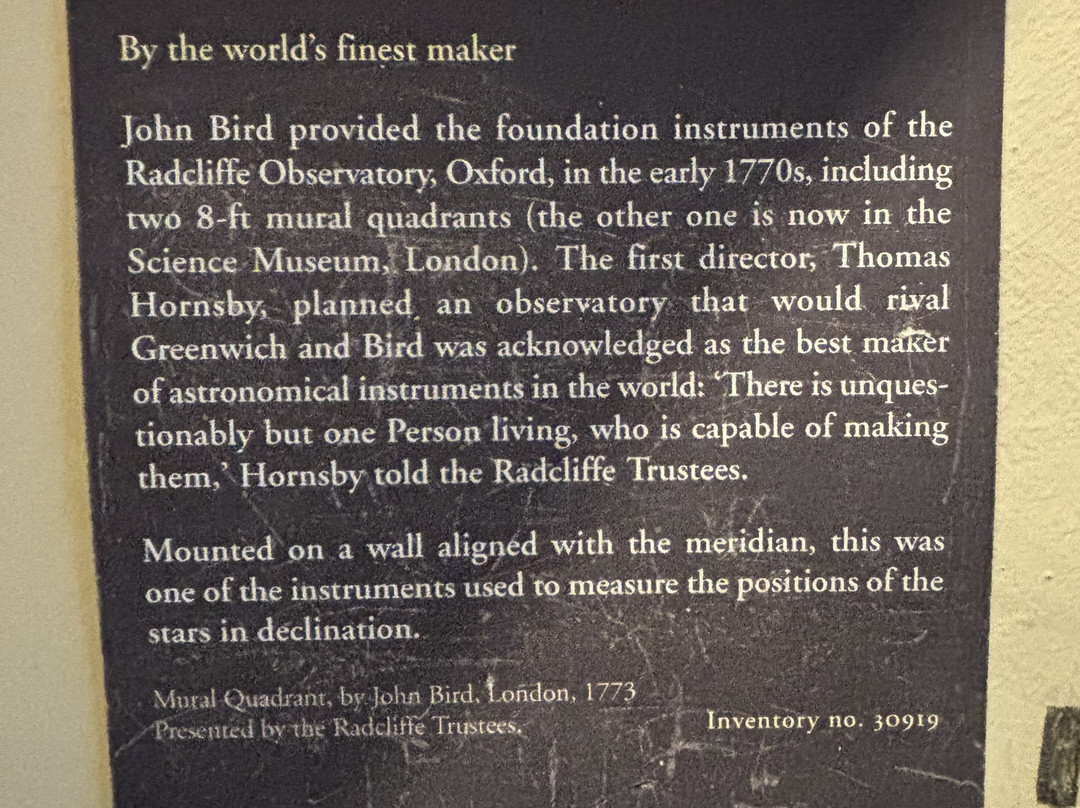 By the world's finest maker
John Bird provided the foundation instruments of the
Radcliffe Observatory, Oxford, in the early 1770s, including
two 8-ft mural quadrants (the other one is now in the
Science Museum, London). The first director, Thomas
Hornsby, planned an observatory that would rival
Greenwich and Bird was acknowledged as the best maker
of astronomical instruments in the world: ‘There is unques-
tionably but one Person living, who is capable of making
them,’ Hornsby told the Radcliffe Trustees.
Mounted on a wall aligned with the meridian, this was
one of the instruments used to measure the positions of the
stars in declination.
Mural Quadrant, by John Bird, London, 1773
Presented by the Radcliffe Trustees.
Inventory no. 30919